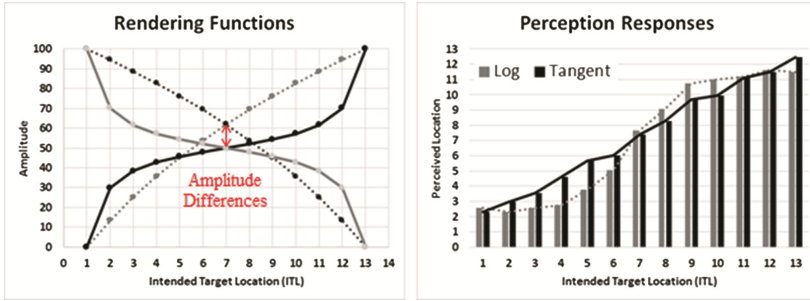 Rendering Functions
100
90
80
70
60
50
40
30
20
10
0
Amplitude
Amplitude
Differences
0 1 2 3 4 5 6 7 8 9 10 11 12 13 14
Intended Target Location (ITL)
Perception Responses
13
12
11
10
9
8
7
6
5
4
3
2
1
0
Perceived Location
Log Tangent
1 2 3 4 5 6 7 8 9 10 11 12 13
Intended Target Location (ITL)